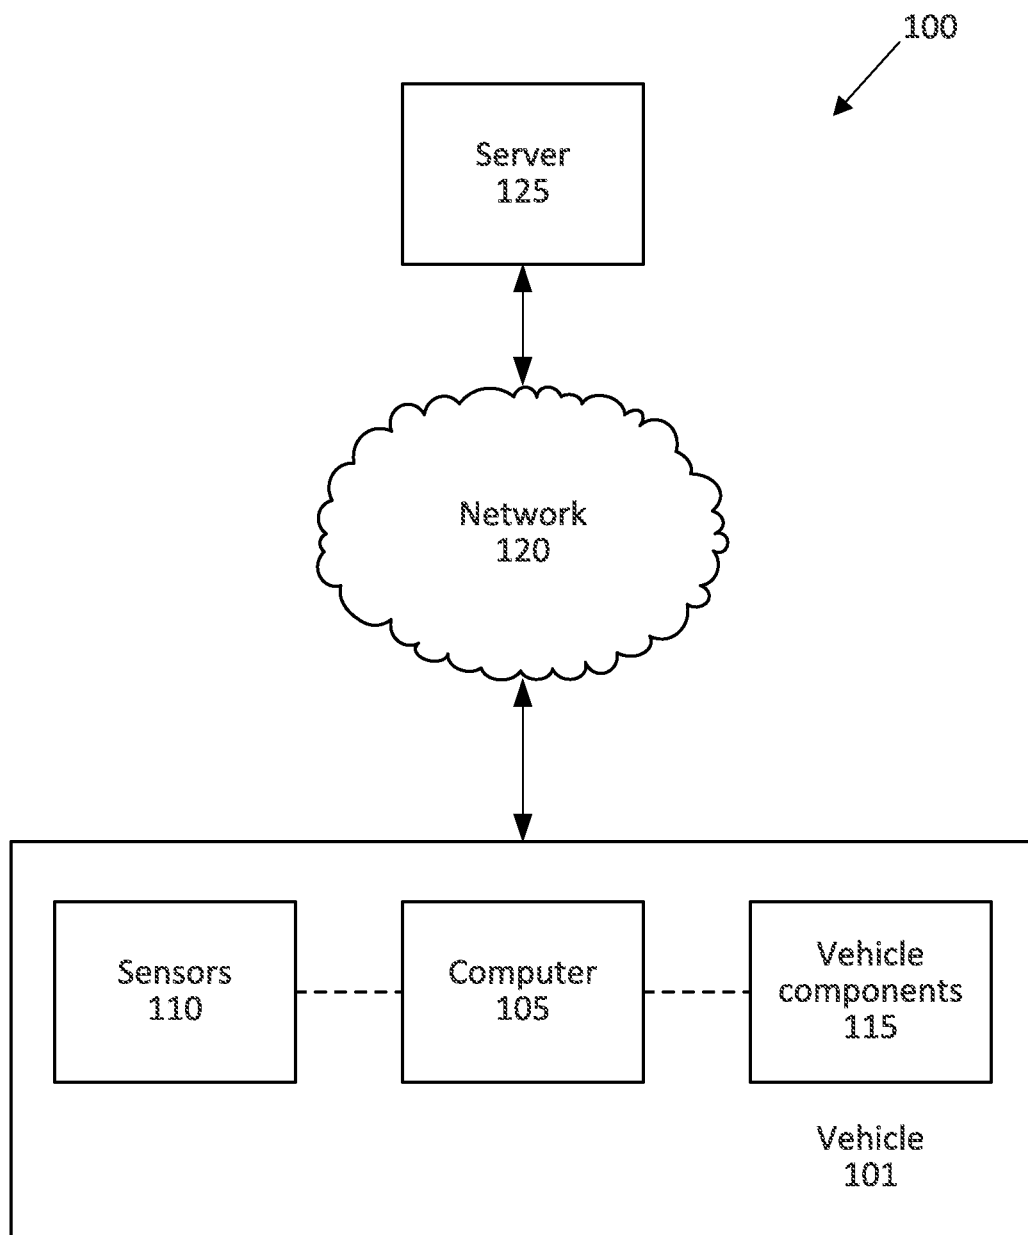 100
Server
125
Network
120
Sensors
110
Computer
105
Vehicle
components
115
Vehicle
101